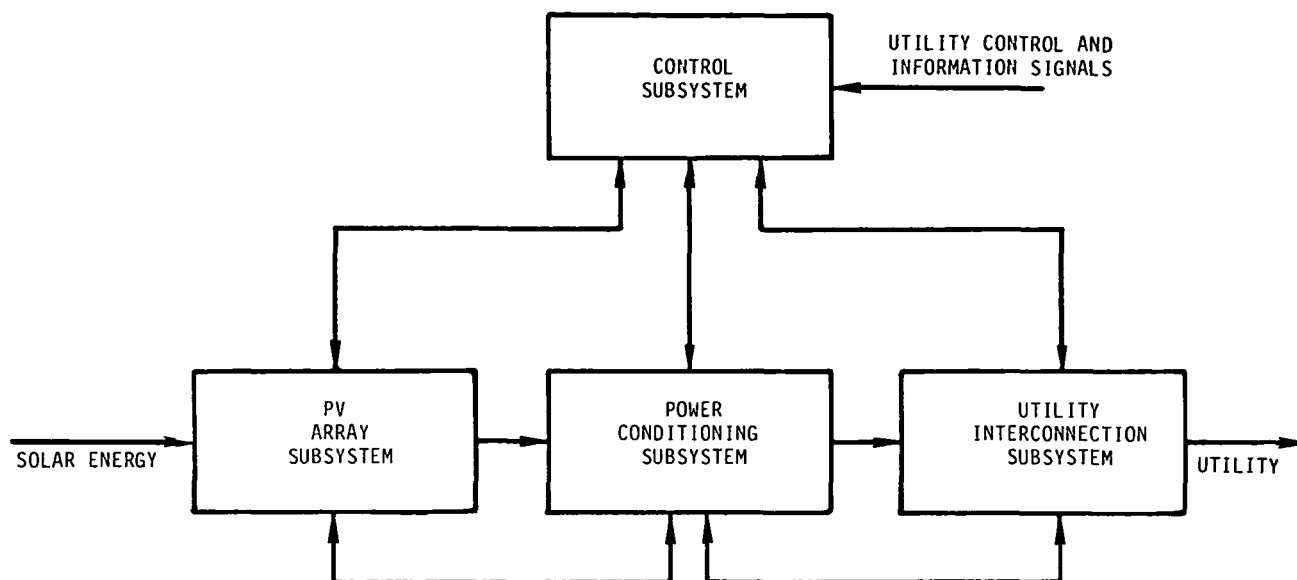 UTILITY CONTROL AND
INFORMATION SIGNALS
CONTROL
SUBSYSTEM
SOLAR ENERGY
PV
ARRAY
SUBSYSTEM
POWER
CONDITIONING
SUBSYSTEM
UTILITY
INTERCONNECTION
SUBSYSTEM
UTILITY